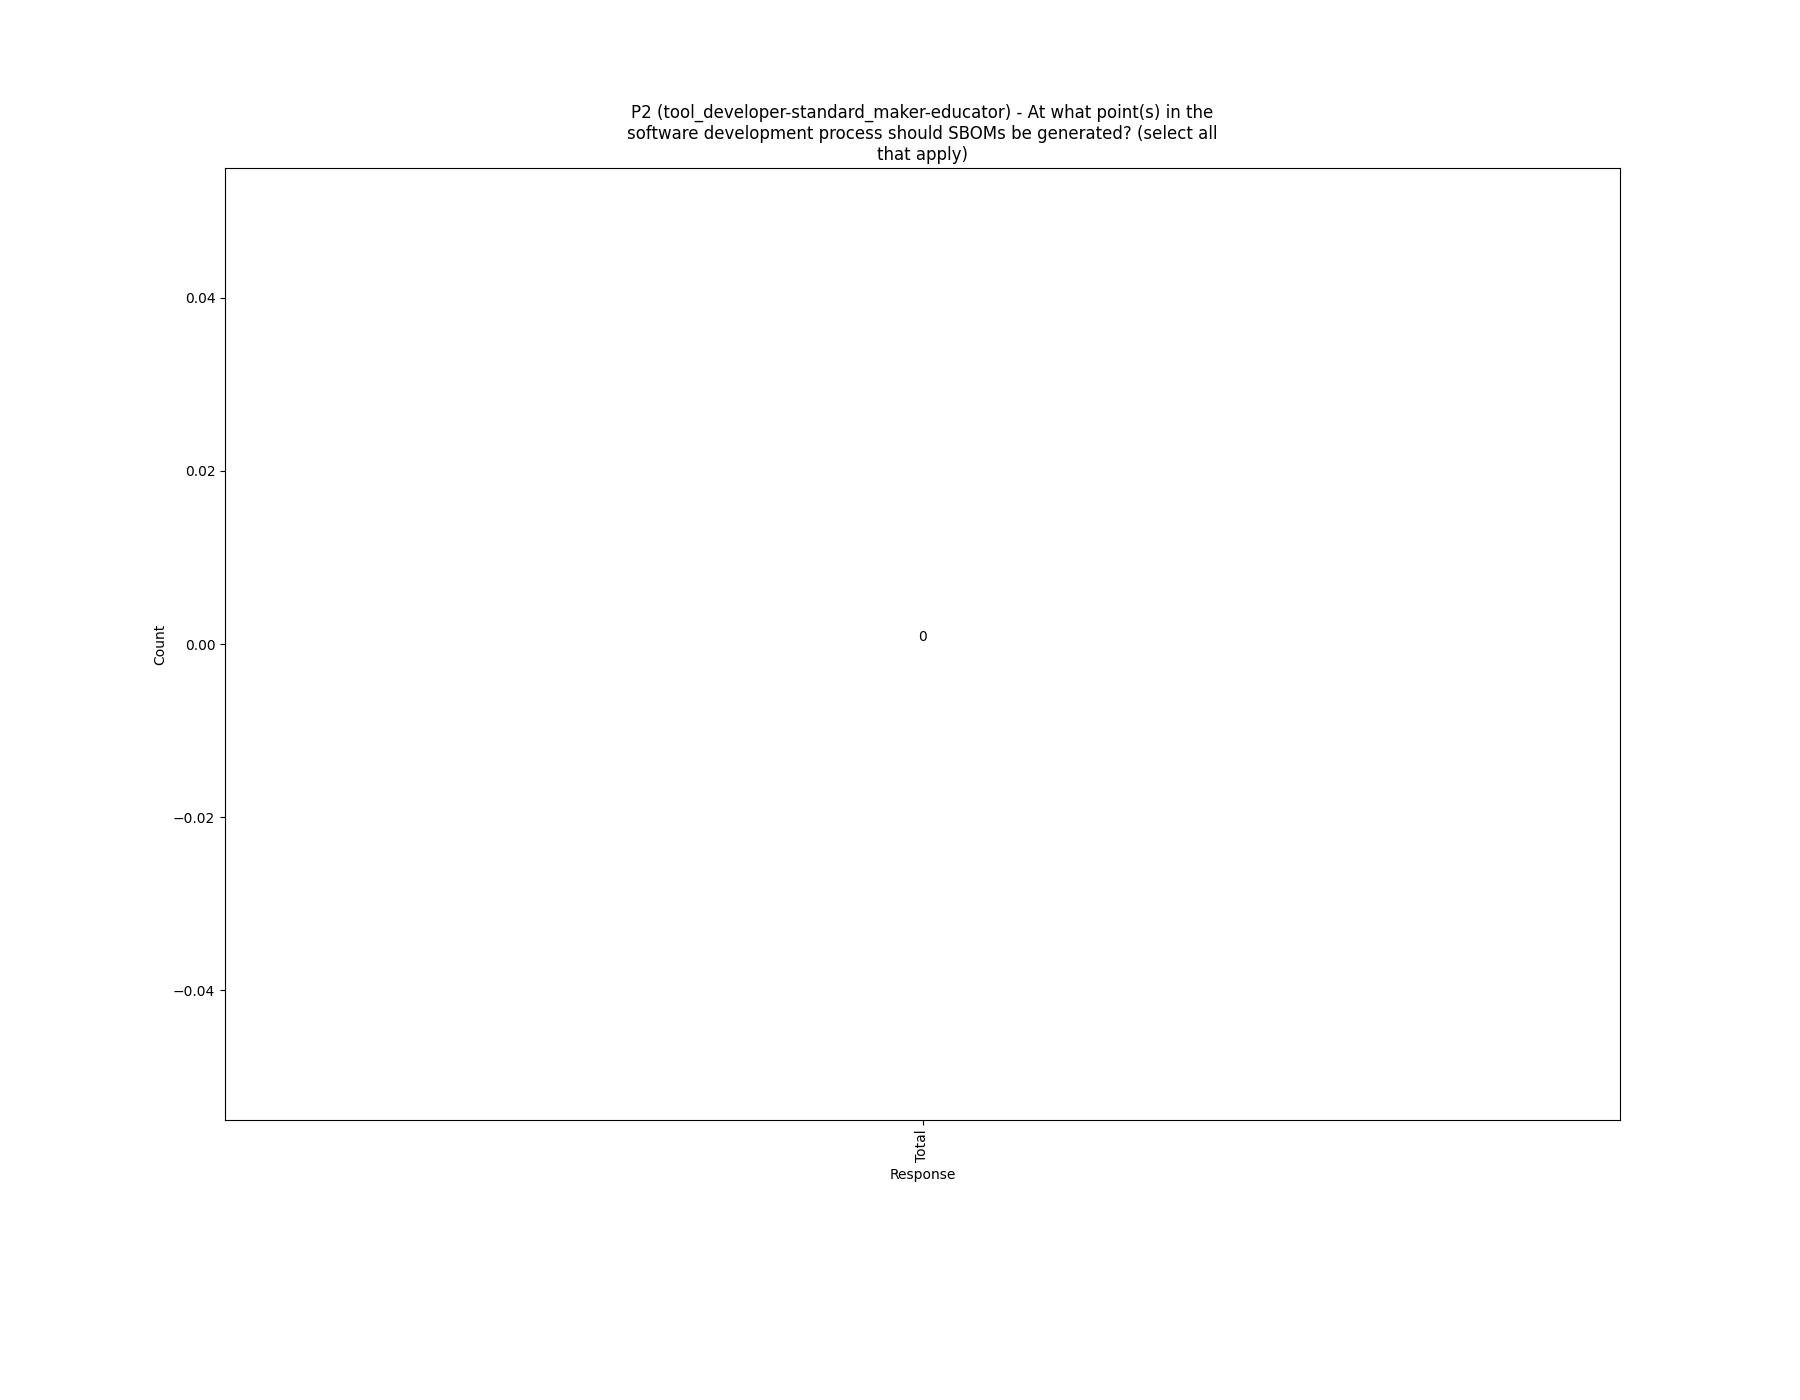 P2 (tool_developer-standard_maker-educator) - At what point(s) in the
software development process should SBOMs be generated? (select all
that apply)
0.04
0.02
0.00
−0.02
−0.04
Count
0
Total
Response